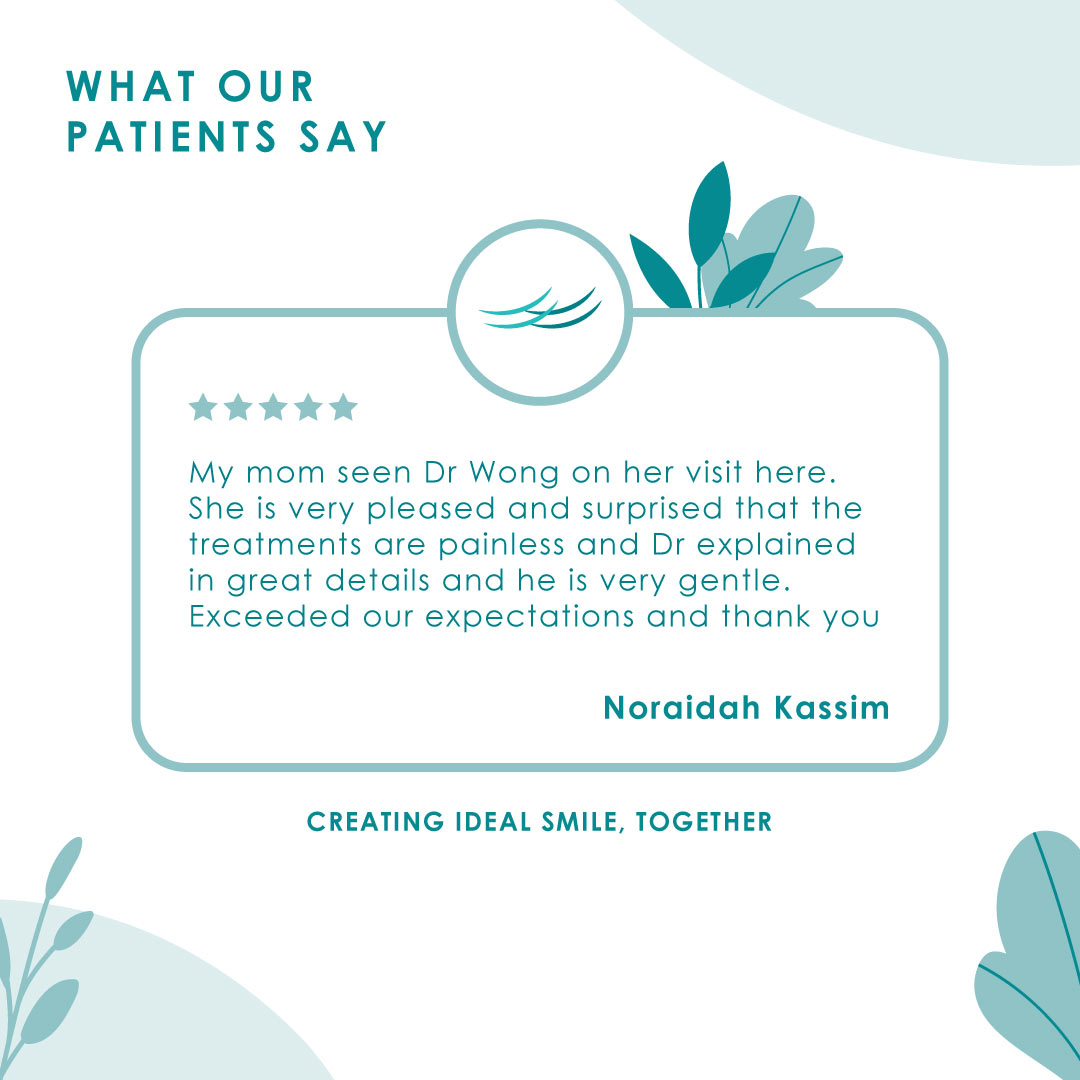 WHAT OUR
PATIENTS SAY
My mom seen Dr Wong on her visit here.
She is very pleased and surprised that the
treatments are painless and Dr explained
in great details and he is very gentle.
Exceeded our expectations and thank you
Noraidah Kassim
CREATING IDEAL SMILE, TOGETHER